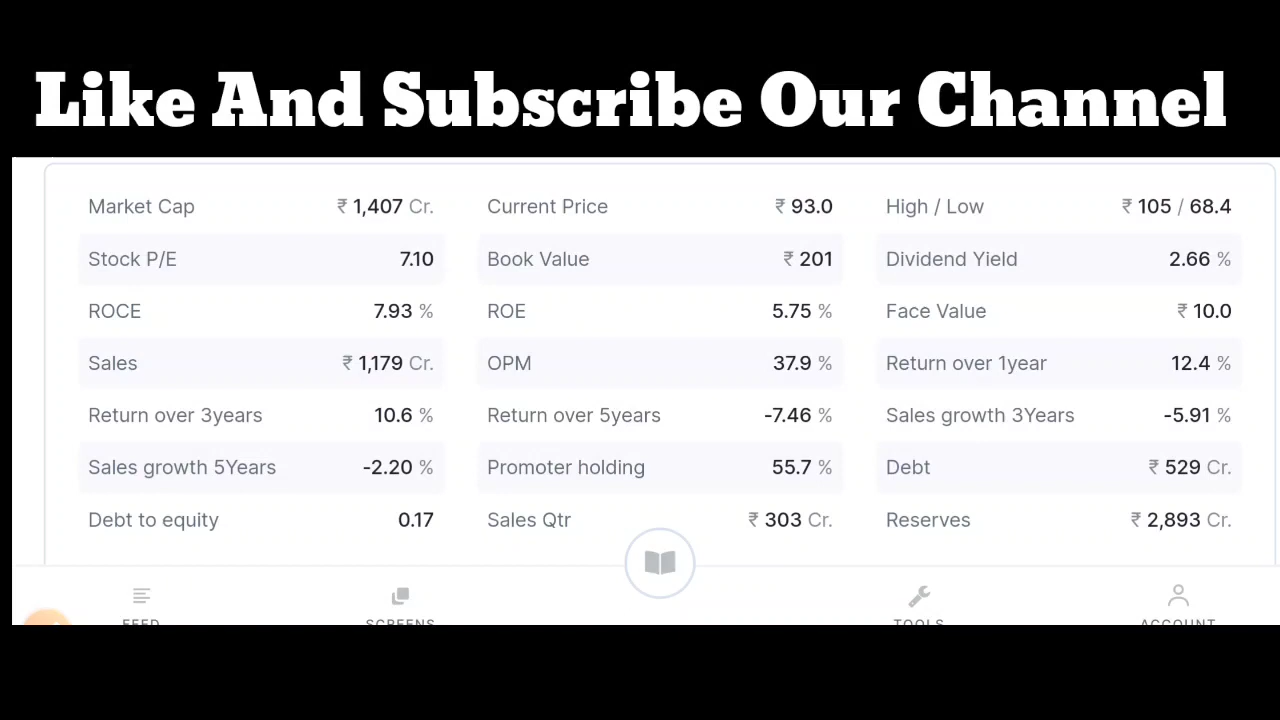 Like And Subscribe Our Channel
Market Cap ₹ 1,407 Cr. Current Price ₹ 93.0 High / Low ₹ 105 / 68.4
Stock P/E 7.10 Book Value ₹ 201 Dividend Yield 2.66 %
ROCE 7.93 % ROE 5.75 % Face Value ₹ 10.0
Sales ₹ 1,179 Cr. OPM 37.9 % Return over 1year 12.4 %
Return over 3years 10.6 % Return over 5years -7.46 % Sales growth 3Years -5.91 %
Sales growth 5Years -2.20 % Promoter holding 55.7 % Debt ₹ 529 Cr.
Debt to equity 0.17 Sales Qtr ₹ 303 Cr. Reserves ₹ 2,893 Cr.
FEED SCREENS TOOLS ACCOUNT